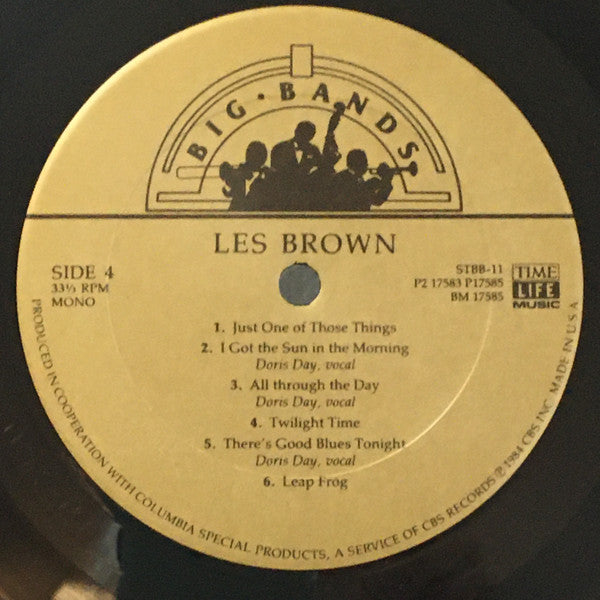 BIG • BANDS
LES BROWN
SIDE 4
33⅓ RPM
MONO
STBB-11
P2 17583 P17585
BM 17585
TIME
LIFE
MUSIC
1. Just One of Those Things
2. I Got the Sun in the Morning
Doris Day, vocal
3. All through the Day
Doris Day, vocal
4. Twilight Time
5. There's Good Blues Tonight
Doris Day, vocal
6. Leap Frog
PRODUCED IN COOPERATION WITH COLUMBIA SPECIAL PRODUCTS, A SERVICE OF CBS RECORDS ℗ 1984 CBS INC. MADE IN U.S.A.